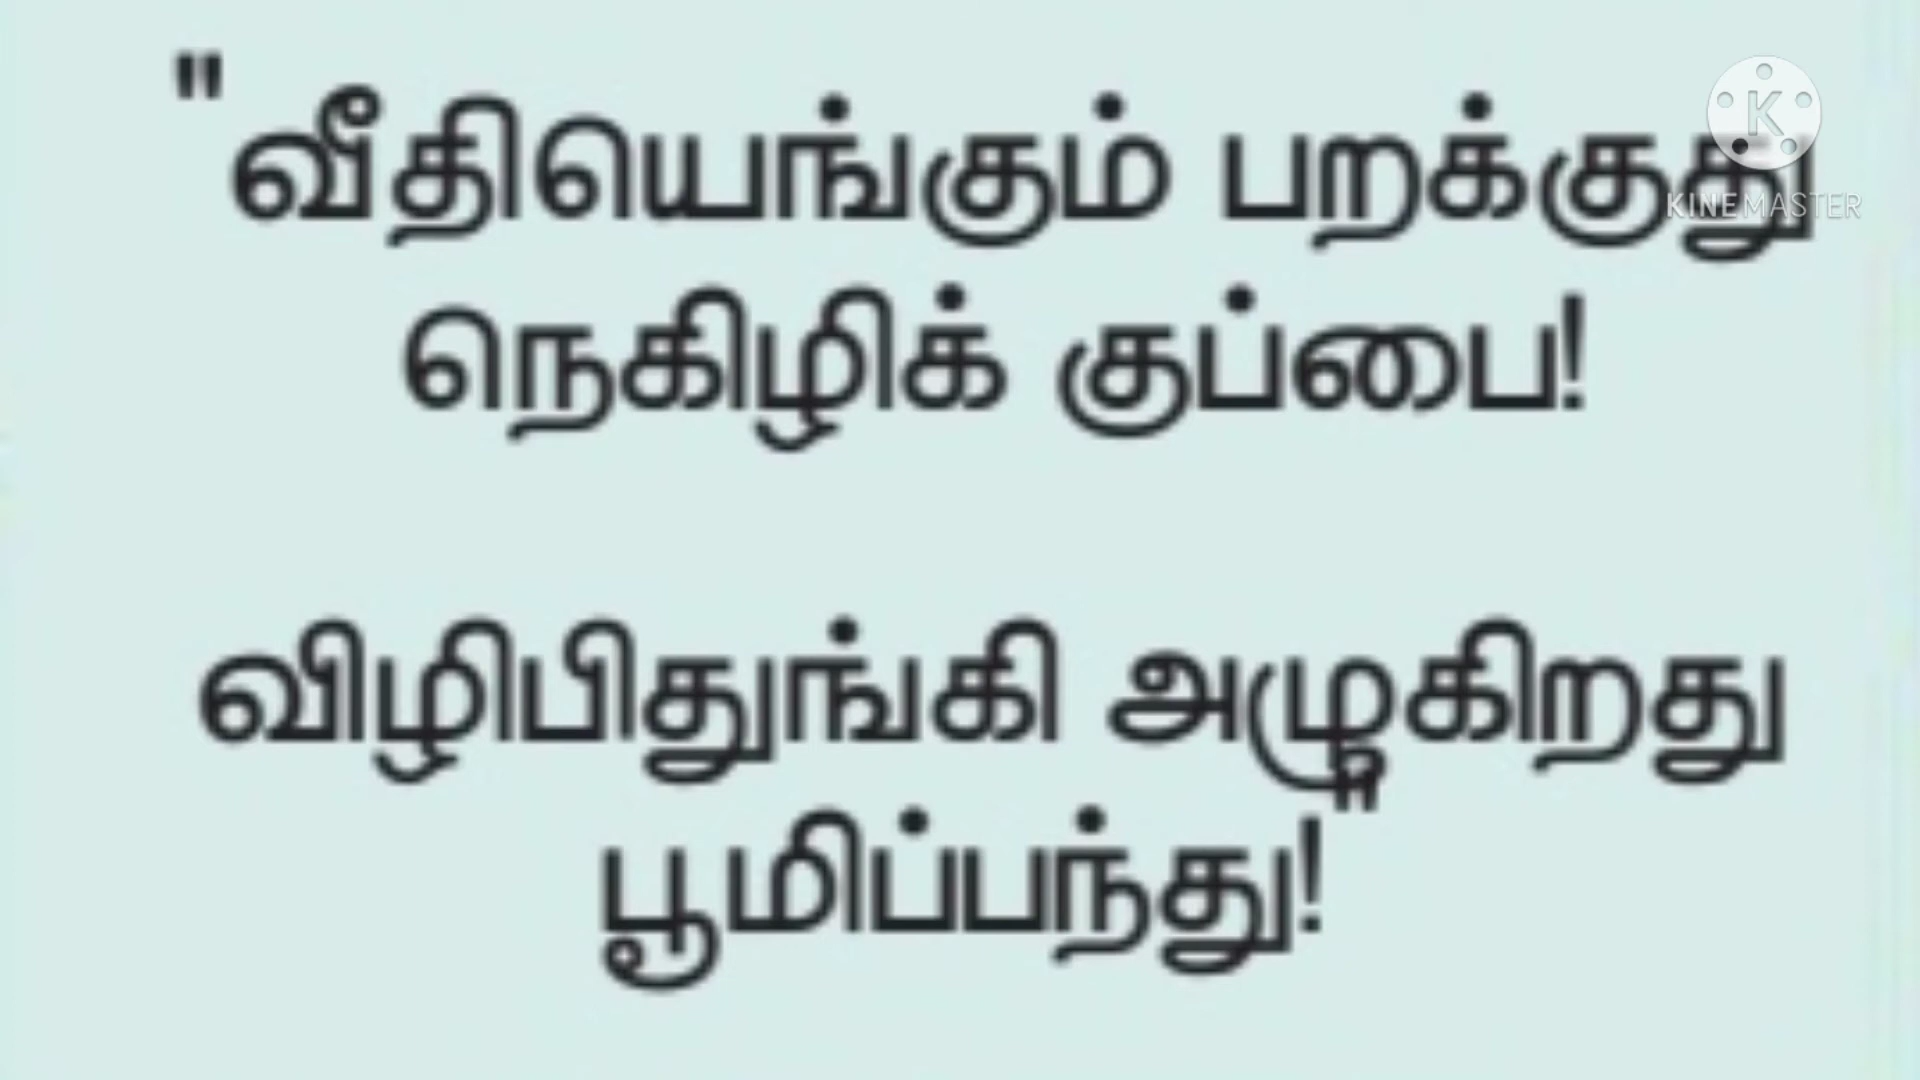 "வீதியெங்கும் பறக்குது
நெகிழிக் குப்பை!
விழிபிதுங்கி அழுகிறது
பூமிப்பந்து!"
K
KINEMASTER